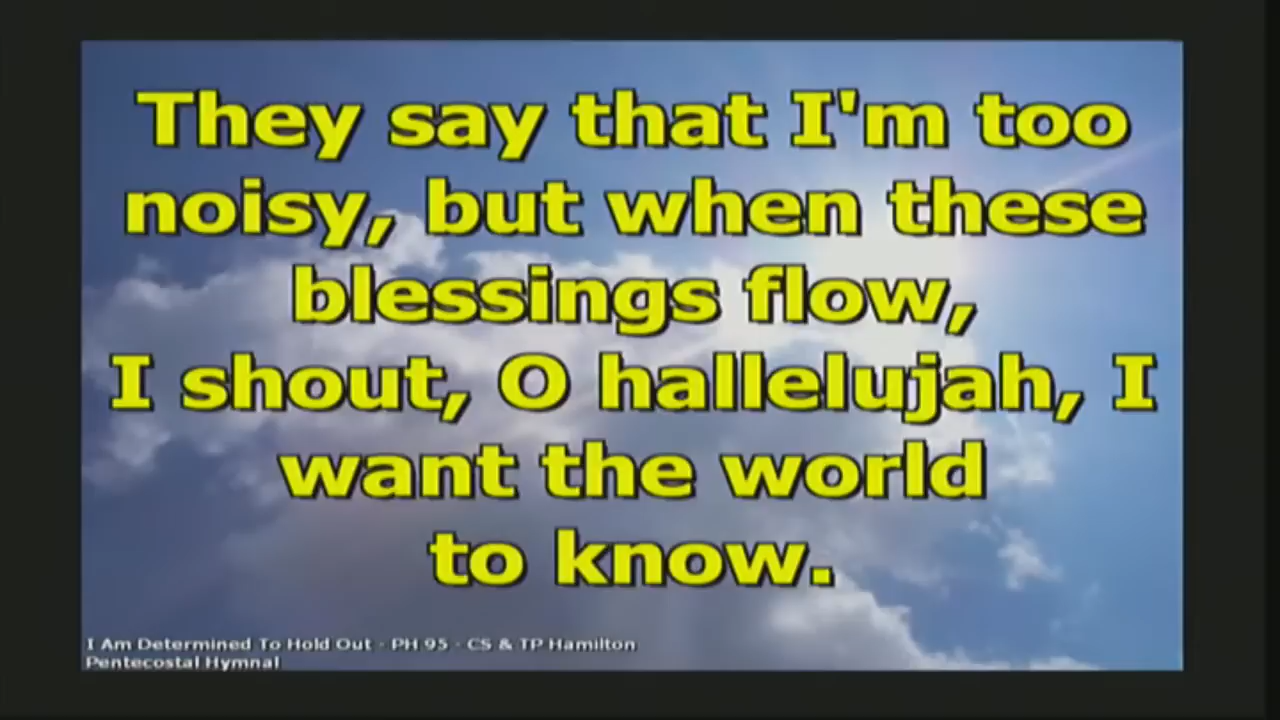 They say that I'm too
noisy, but when these
blessings flow,
I shout, O hallelujah, I
want the world
to know.
I Am Determined To Hold Out - PH 95 - CS & TP Hamilton
Pentecostal Hymnal